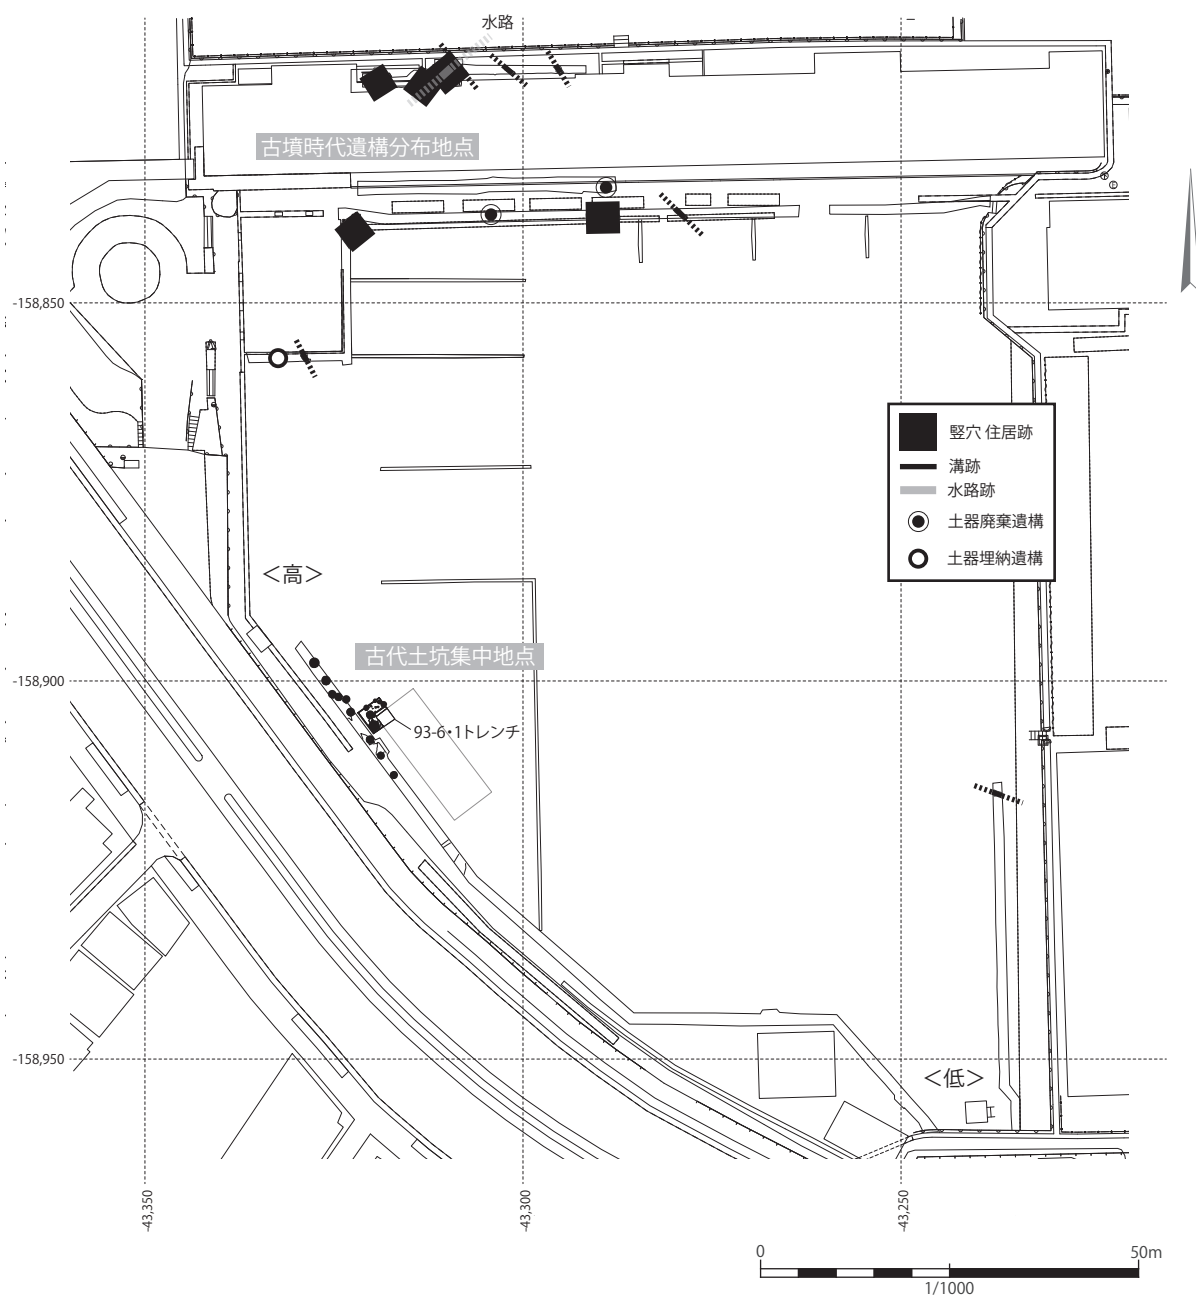 水路
古墳時代遺構分布地点
-158,850
竪穴 住居跡
溝跡
水路跡
土器廃棄遺構
土器埋納遺構
＜高＞
古代土坑集中地点
-158,900
93-6・1トレンチ
-158,950
＜低＞
-43,350
-43,300
-43,250
0
50m
1/1000